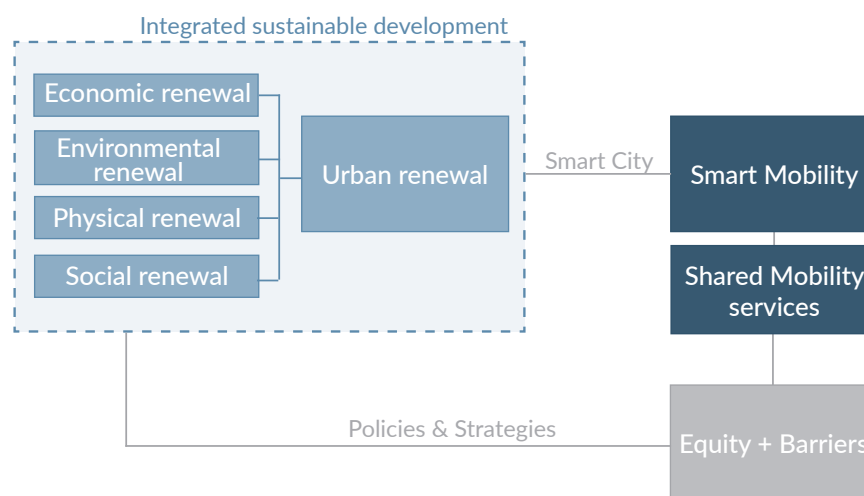 Integrated sustainable development
Economic renewal
Environmental
renewal
Physical renewal
Social renewal
Urban renewal
Smart City
Smart Mobility
Shared Mobility
services
Policies & Strategies
Equity + Barriers